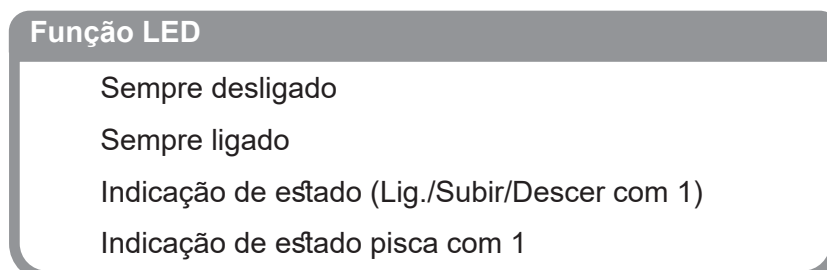 Função LED
Sempre desligado
Sempre ligado
Indicação de estado (Lig./Subir/Descer com 1)
Indicação de estado pisca com 1